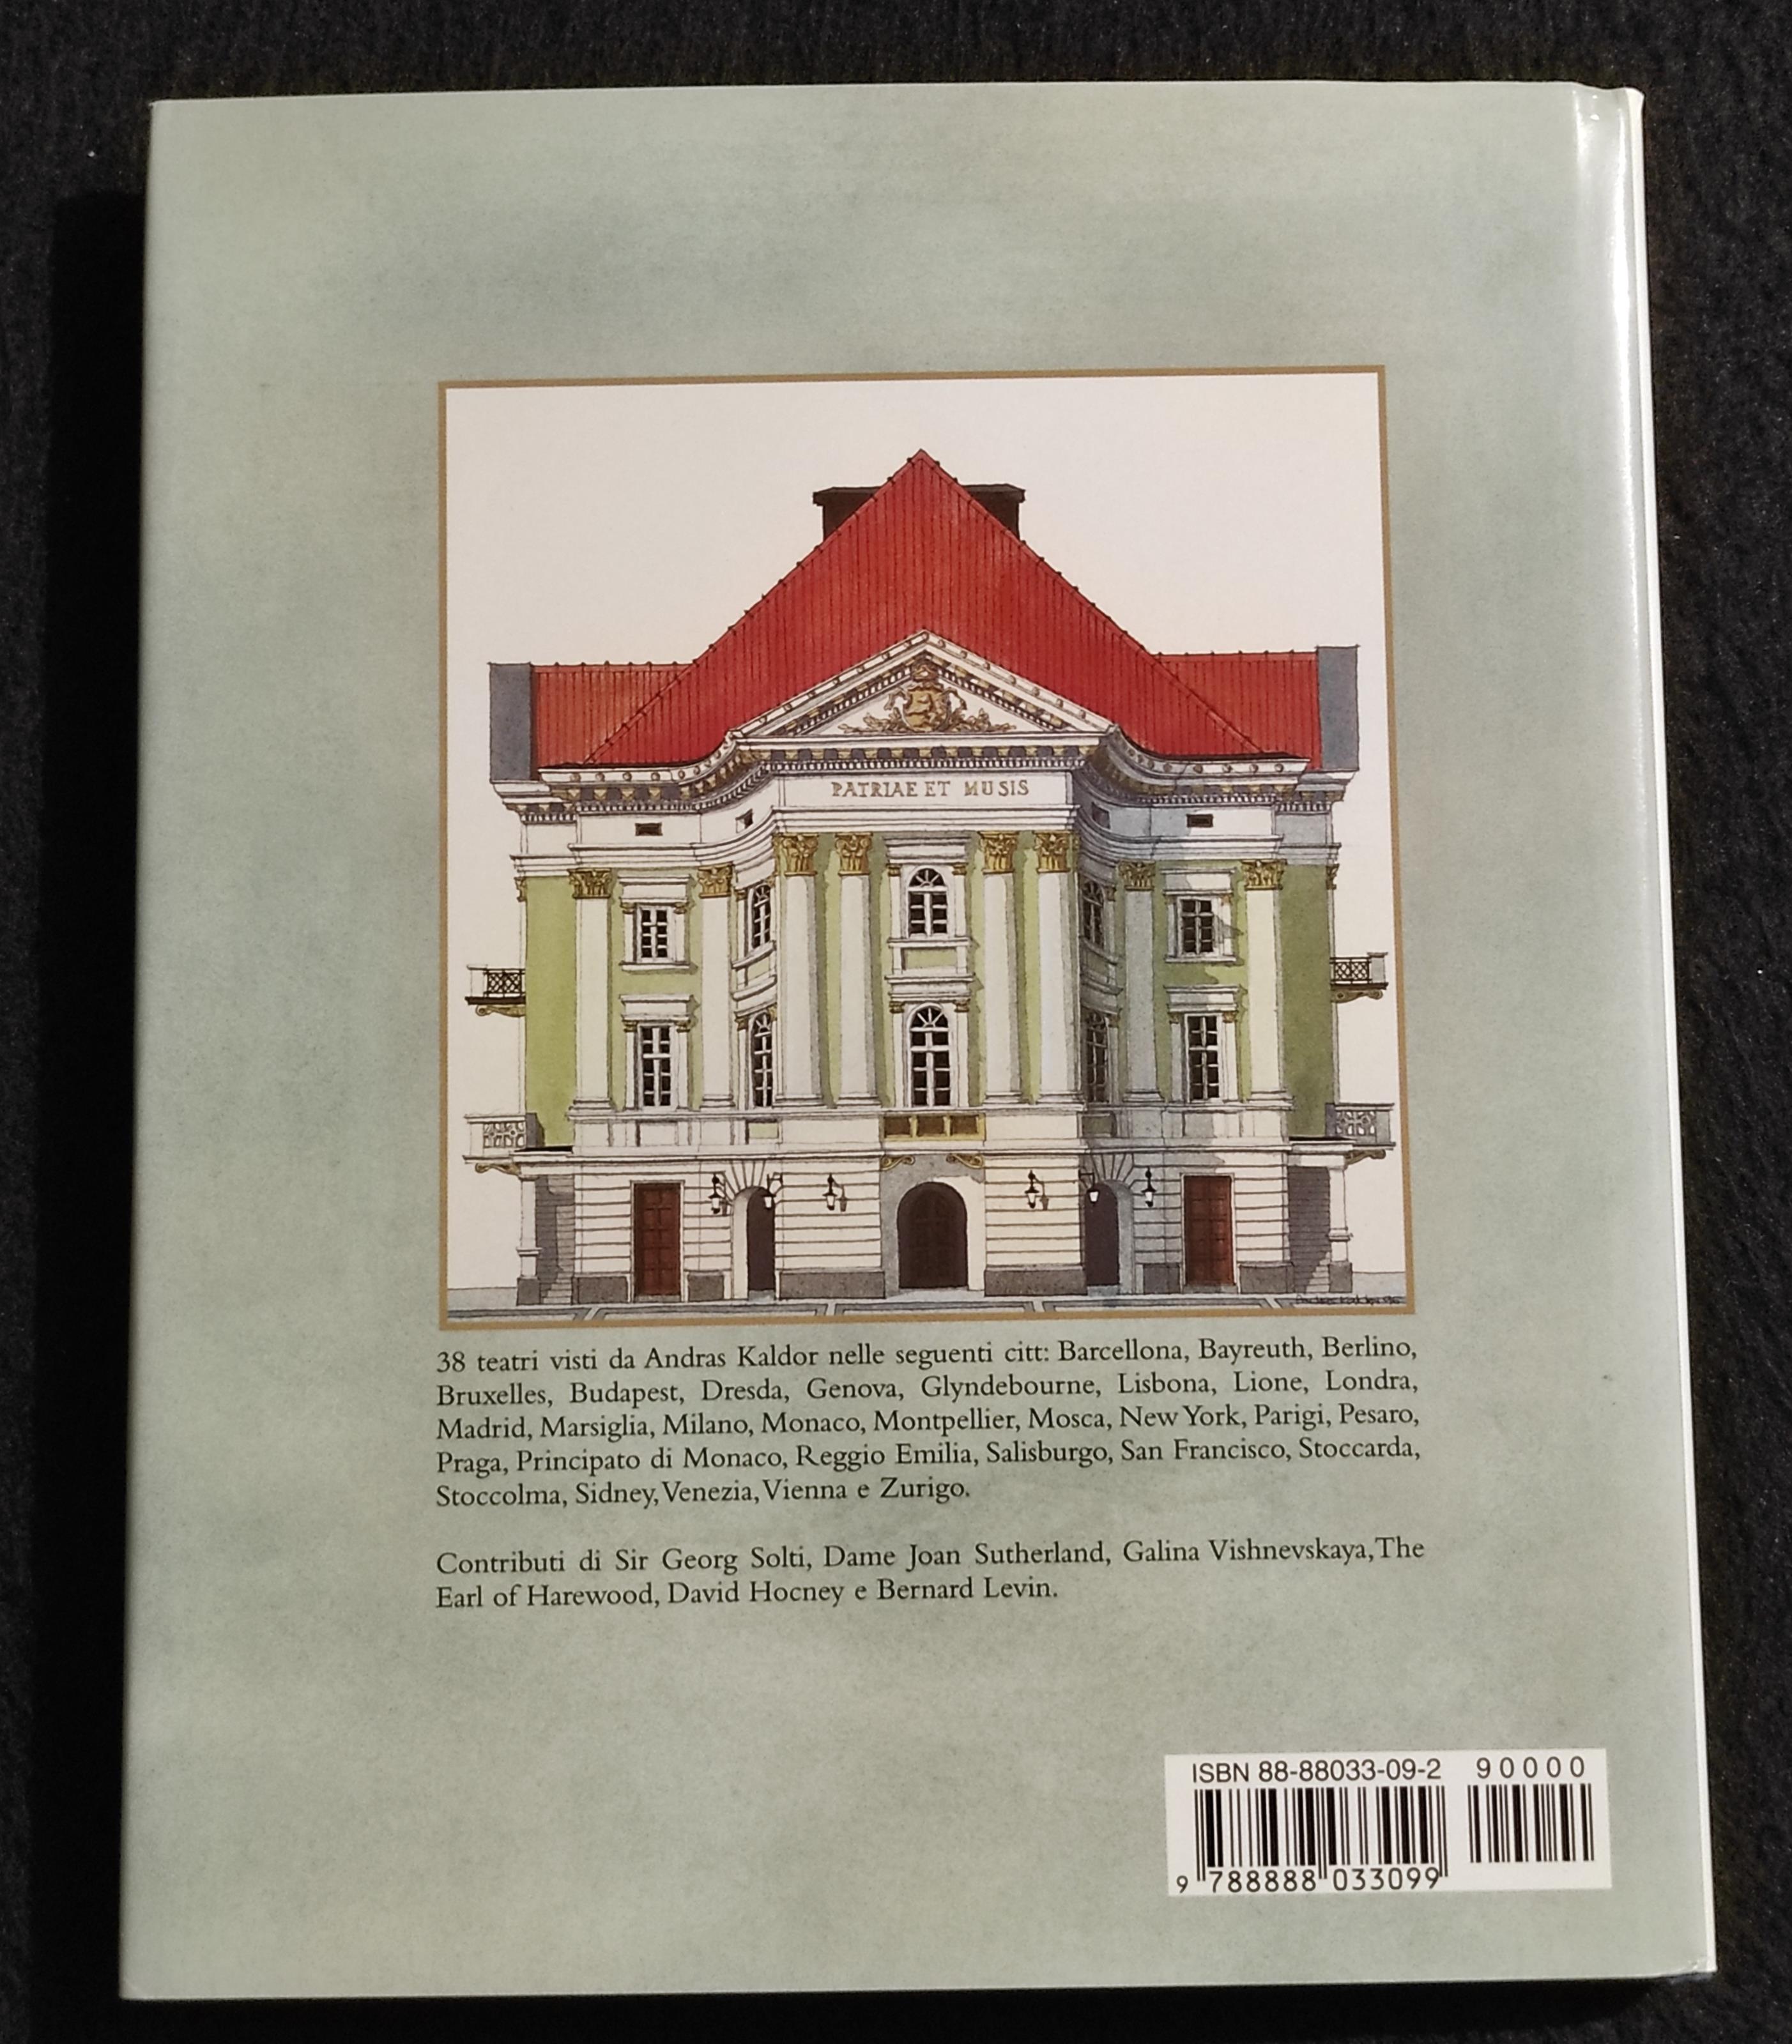 PATRIAE ET MUSIS
38 teatri visti da Andras Kaldor nelle seguenti citt: Barcellona, Bayreuth, Berlino,
Bruxelles, Budapest, Dresda, Genova, Glyndebourne, Lisbona, Lione, Londra,
Madrid, Marsiglia, Milano, Monaco, Montpellier, Mosca, New York, Parigi, Pesaro,
Praga, Principato di Monaco, Reggio Emilia, Salisburgo, San Francisco, Stoccarda,
Stoccolma, Sidney, Venezia, Vienna e Zurigo.
Contributi di Sir Georg Solti, Dame Joan Sutherland, Galina Vishnevskaya, The
Earl of Harewood, David Hocney e Bernard Levin.
ISBN 88-88033-09-2 90000
9 788888 033099